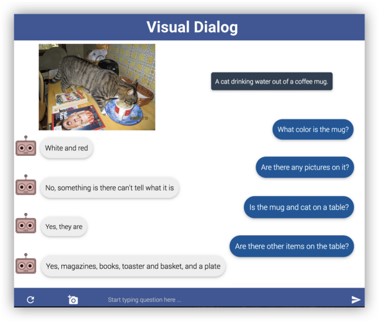 Visual Dialog
A cat drinking water out of a coffee mug.
What color is the mug?
White and red
Are there any pictures on it?
No, something is there can't tell what it is
Is the mug and cat on a table?
Yes, they are
Are there other items on the table?
Yes, magazines, books, toaster and basket, and a plate
Start typing question here ...